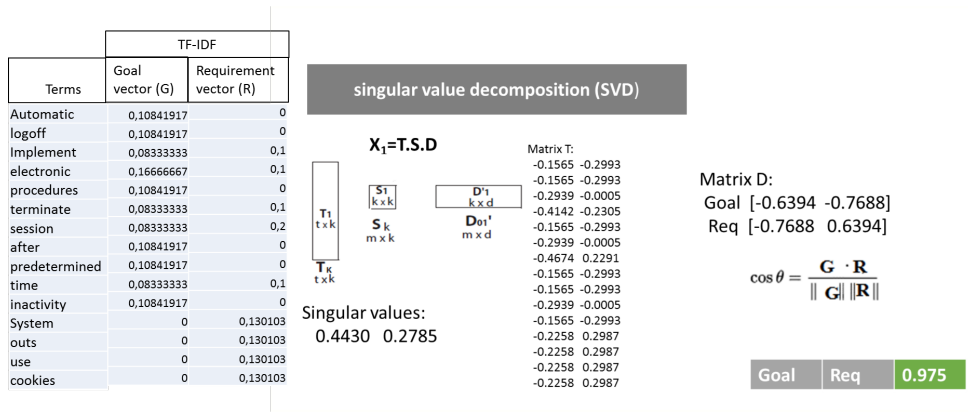 TF-IDF
Terms Goal vector (G) Requirement vector (R)
Automatic 0,10841917 0
logoff 0,10841917 0
Implement 0,08333333 0,1
electronic 0,16666667 0,1
procedures 0,10841917 0
terminate 0,08333333 0,1
session 0,08333333 0,2
after 0,10841917 0
predetermined 0,10841917 0
time 0,08333333 0,1
inactivity 0,10841917 0
System 0 0,130103
outs 0 0,130103
use 0 0,130103
cookies 0 0,130103
singular value decomposition (SVD)
X₁=T.S.D
T1
t x k
TK
t x k
S1
k x k
S k
m x k
D'1
k x d
D01'
m x d
Singular values:
0.4430 0.2785
Matrix T:
-0.1565 -0.2993
-0.1565 -0.2993
-0.2939 -0.0005
-0.4142 -0.2305
-0.1565 -0.2993
-0.2939 -0.0005
-0.4674 0.2291
-0.1565 -0.2993
-0.1565 -0.2993
-0.2939 -0.0005
-0.1565 -0.2993
-0.2258 0.2987
-0.2258 0.2987
-0.2258 0.2987
-0.2258 0.2987
Matrix D:
Goal [-0.6394 -0.7688]
Req [-0.7688 0.6394]
cos θ = G · R / ‖ G‖ ‖R‖
Goal Req 0.975